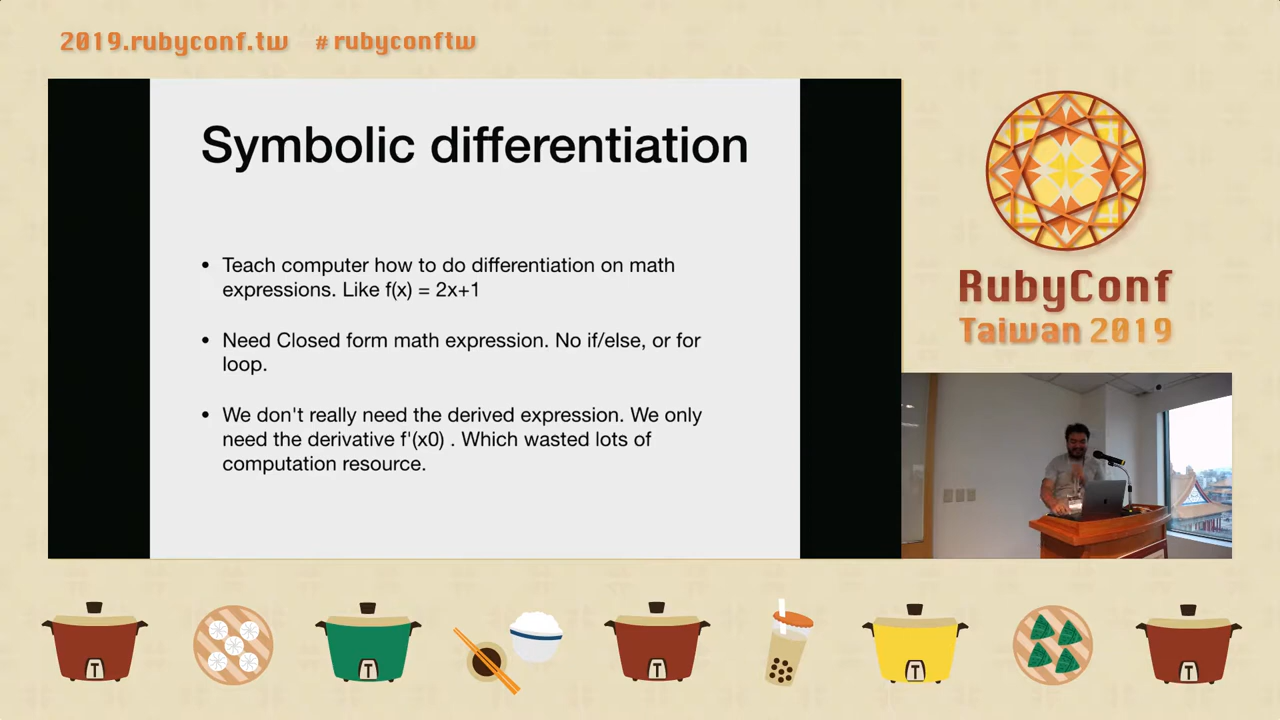 2019.rubyconf.tw # rubyconftw
Symbolic differentiation
• Teach computer how to do differentiation on math
expressions. Like f(x) = 2x+1
• Need Closed form math expression. No if/else, or for
loop.
• We don't really need the derived expression. We only
need the derivative f'(x0) . Which wasted lots of
computation resource.
RubyConf
Taiwan 2019
T
T
T
T
T